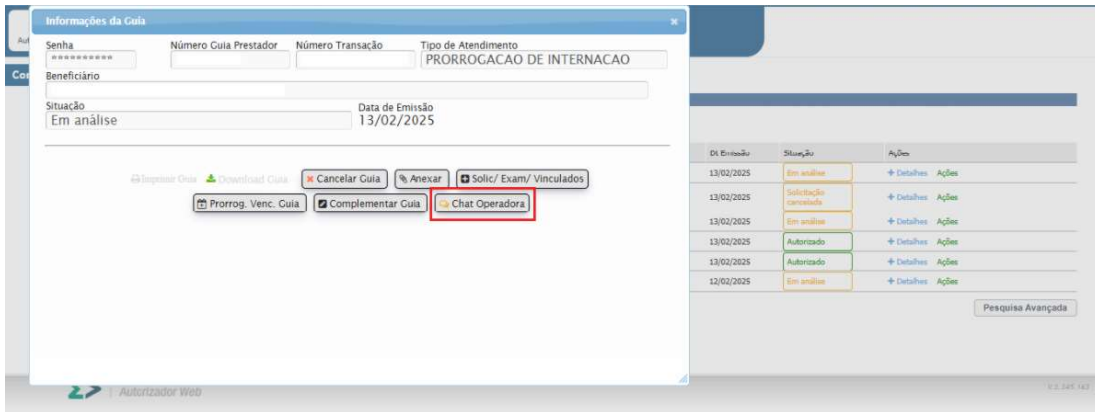 Informações da Guia
Aut
Senha Número Guia Prestador Número Transação Tipo de Atendimento
********** PRORROGACAO DE INTERNACAO
Con
Beneficiário
Situação Data de Emissão
Em análise 13/02/2025
Imprimir Guia Download Guia Cancelar Guia Anexar Solic/ Exam/ Vinculados
Prorrog. Venc. Guia Complementar Guia Chat Operadora
Dt Emissão Situação Ações
13/02/2025 Em análise + Detalhes Ações
13/02/2025 Solicitação cancelada + Detalhes Ações
13/02/2025 Em análise + Detalhes Ações
13/02/2025 Autorizado + Detalhes Ações
13/02/2025 Autorizado + Detalhes Ações
12/02/2025 Em análise + Detalhes Ações
Pesquisa Avançada
Autorizador Web